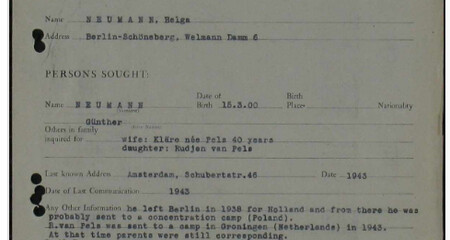 Name NEUMANN, Helga
Address Berlin-Schöneberg, Welmann Damm 6
PERSONS SOUGHT:
Name NEUMANN Date of Birth 15.3.00 Birth Place Nationality
Günther
Others in family inquired for wife: Kläre née Pels 40 years
daughter: Rudjen van Pels
Last known Address Amsterdam, Schubertstr.46 Date 1943
Date of Last Communication 1943
Any Other Information he left Berlin in 1938 for Holland and from there he was
probably sent to a concentration camp (Poland).
R.van Pels was sent to a camp in Groningen (Netherlands) in 1943.
At that time parents were still corresponding.